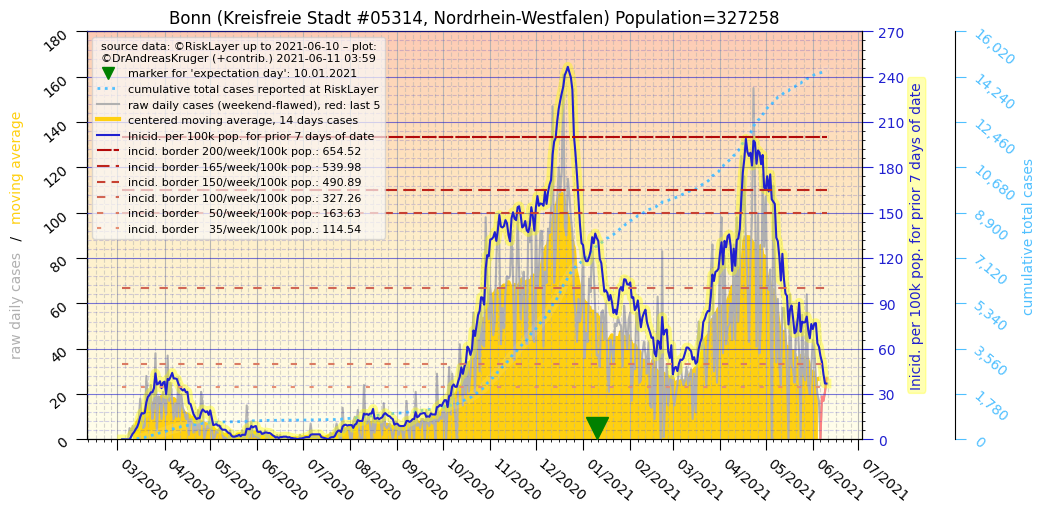 Bonn (Kreisfreie Stadt #05314, Nordrhein-Westfalen) Population=327258
source data: ©RiskLayer up to 2021-06-10 – plot:
©DrAndreasKruger (+contrib.) 2021-06-11 03:59
marker for 'expectation day': 10.01.2021
cumulative total cases reported at RiskLayer
raw daily cases (weekend-flawed), red: last 5
centered moving average, 14 days cases
Inicid. per 100k pop. for prior 7 days of date
incid. border 200/week/100k pop.: 654.52
incid. border 165/week/100k pop.: 539.98
incid. border 150/week/100k pop.: 490.89
incid. border 100/week/100k pop.: 327.26
incid. border 50/week/100k pop.: 163.63
incid. border 35/week/100k pop.: 114.54
raw daily cases / moving average
180
160
140
120
100
80
60
40
20
0
270
240
210
180
150
120
90
60
30
0
Inicid. per 100k pop. for prior 7 days of date
16,020
14,240
12,460
10,680
8,900
7,120
5,340
3,560
1,780
0
cumulative total cases
03/2020
04/2020
05/2020
06/2020
07/2020
08/2020
09/2020
10/2020
11/2020
12/2020
01/2021
02/2021
03/2021
04/2021
05/2021
06/2021
07/2021